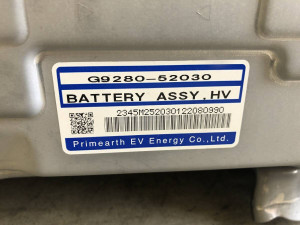 G9280-52030
BATTERY ASSY,HV
2345M252030122080990
Primearth EV Energy Co.,Ltd.